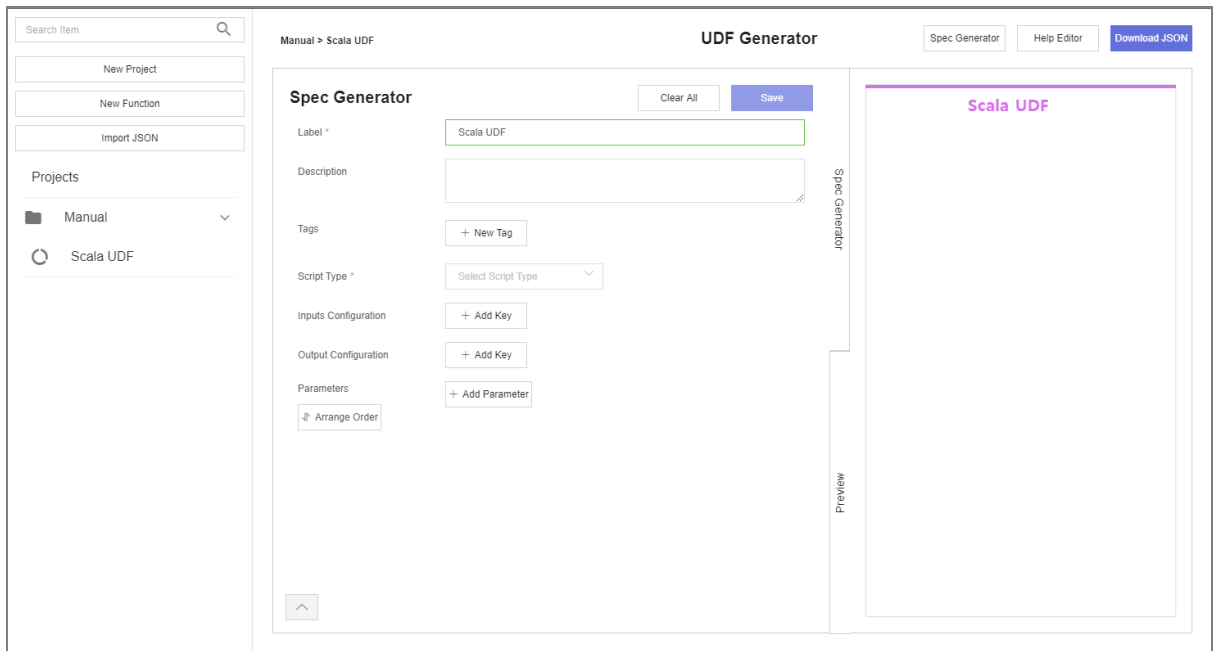 Search Item
New Project
New Function
Import JSON
Projects
Manual
Scala UDF
Manual > Scala UDF
UDF Generator
Spec Generator
Help Editor
Download JSON
Spec Generator
Clear All
Save
Label *
Scala UDF
Description
Tags
+ New Tag
Script Type *
Select Script Type
Inputs Configuration
+ Add Key
Output Configuration
+ Add Key
Parameters
+ Add Parameter
Arrange Order
Spec Generator
Preview
Scala UDF